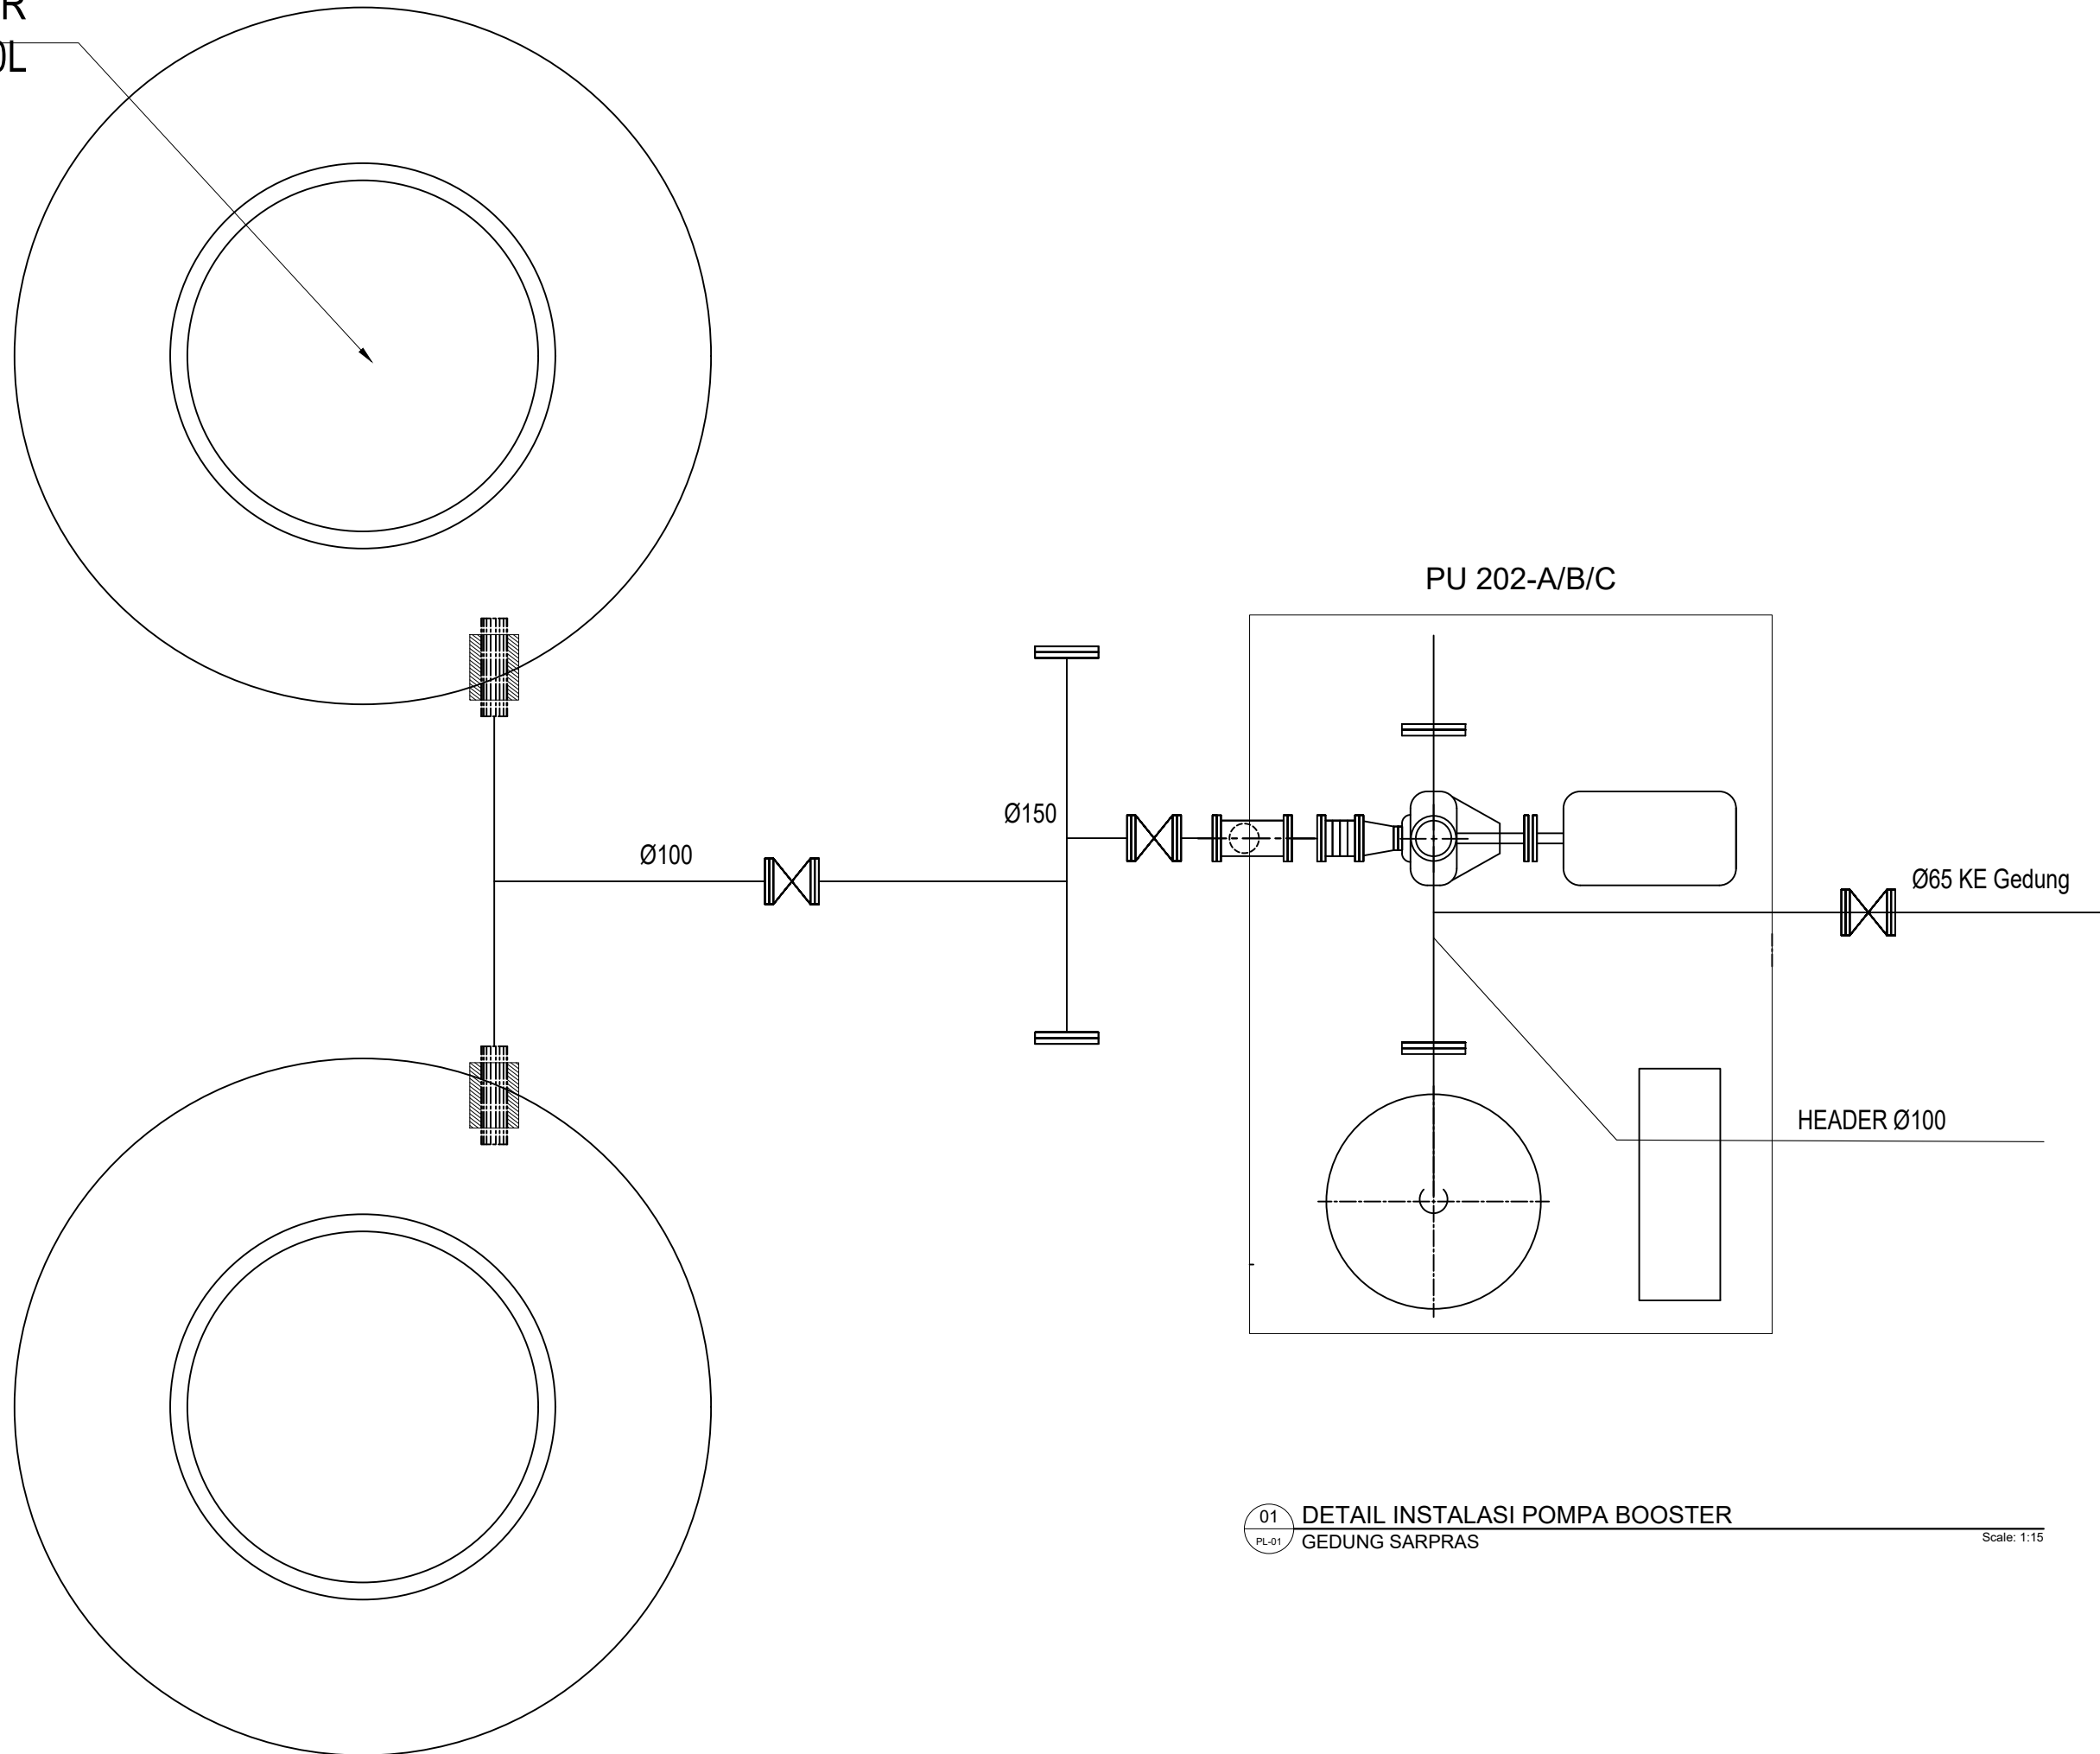 PU 202-A/B/C
Ø150
Ø100
Ø65 KE Gedung
HEADER Ø100
01
PL-01
DETAIL INSTALASI POMPA BOOSTER
GEDUNG SARPRAS
Scale: 1:15